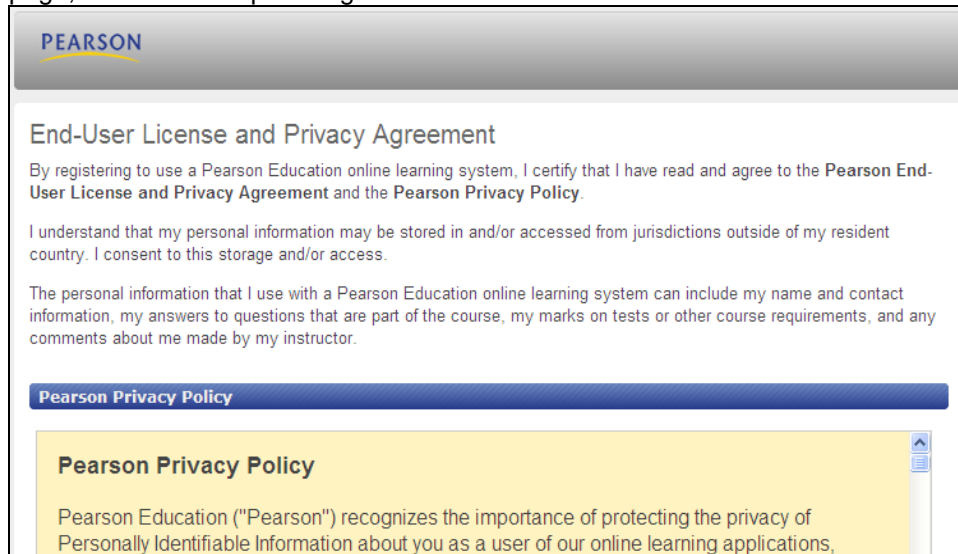 PEARSON
End-User License and Privacy Agreement
By registering to use a Pearson Education online learning system, I certify that I have read and agree to the Pearson End-
User License and Privacy Agreement and the Pearson Privacy Policy.
I understand that my personal information may be stored in and/or accessed from jurisdictions outside of my resident
country. I consent to this storage and/or access.
The personal information that I use with a Pearson Education online learning system can include my name and contact
information, my answers to questions that are part of the course, my marks on tests or other course requirements, and any
comments about me made by my instructor.
Pearson Privacy Policy
Pearson Privacy Policy
Pearson Education ("Pearson") recognizes the importance of protecting the privacy of
Personally Identifiable Information about you as a user of our online learning applications,